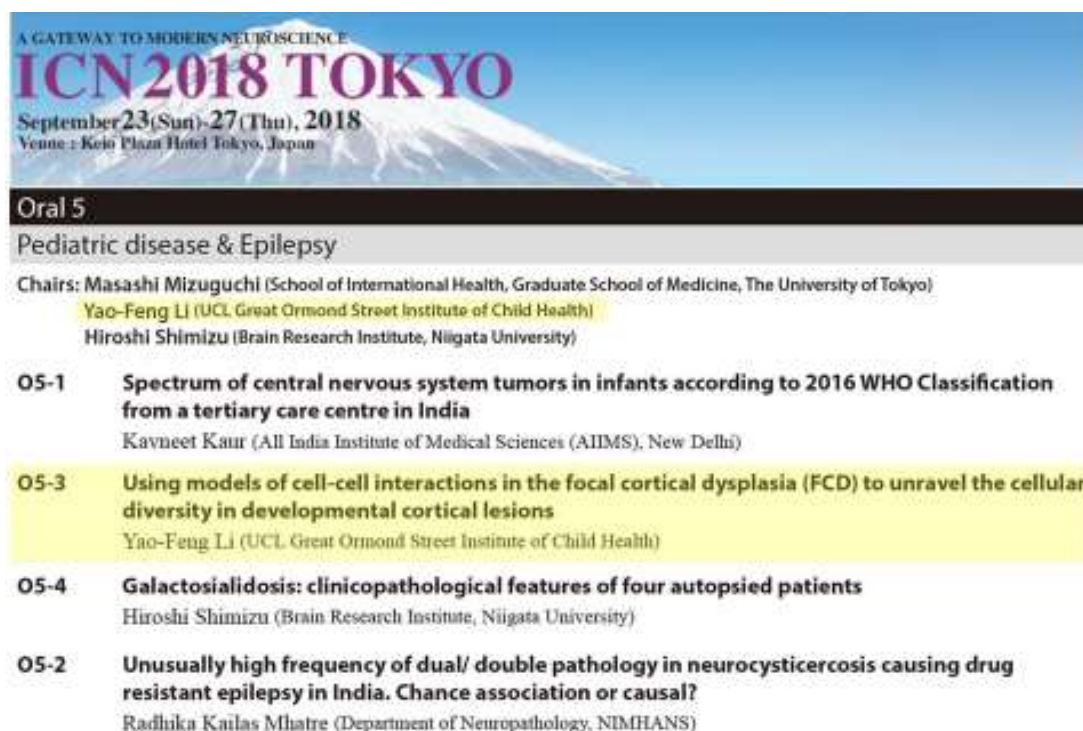 A GATEWAY TO MODERN NEUROSCIENCE
ICN2018 TOKYO
September 23(Sun)-27(Thu), 2018
Venue : Keio Plaza Hotel Tokyo, Japan
Oral 5
Pediatric disease & Epilepsy
Chairs: Masashi Mizuguchi (School of International Health, Graduate School of Medicine, The University of Tokyo)
Yao-Feng Li (UCL Great Ormond Street Institute of Child Health)
Hiroshi Shimizu (Brain Research Institute, Niigata University)
O5-1 Spectrum of central nervous system tumors in infants according to 2016 WHO Classification
from a tertiary care centre in India
Kavneet Kaur (All India Institute of Medical Sciences (AIIMS), New Delhi)
O5-3 Using models of cell-cell interactions in the focal cortical dysplasia (FCD) to unravel the cellular
diversity in developmental cortical lesions
Yao-Feng Li (UCL Great Ormond Street Institute of Child Health)
O5-4 Galactosialidosis: clinicopathological features of four autopsied patients
Hiroshi Shimizu (Brain Research Institute, Niigata University)
O5-2 Unusually high frequency of dual/ double pathology in neurocysticercosis causing drug
resistant epilepsy in India. Chance association or causal?
Radhika Kailas Mhatre (Department of Neuropathology, NIMHANS)